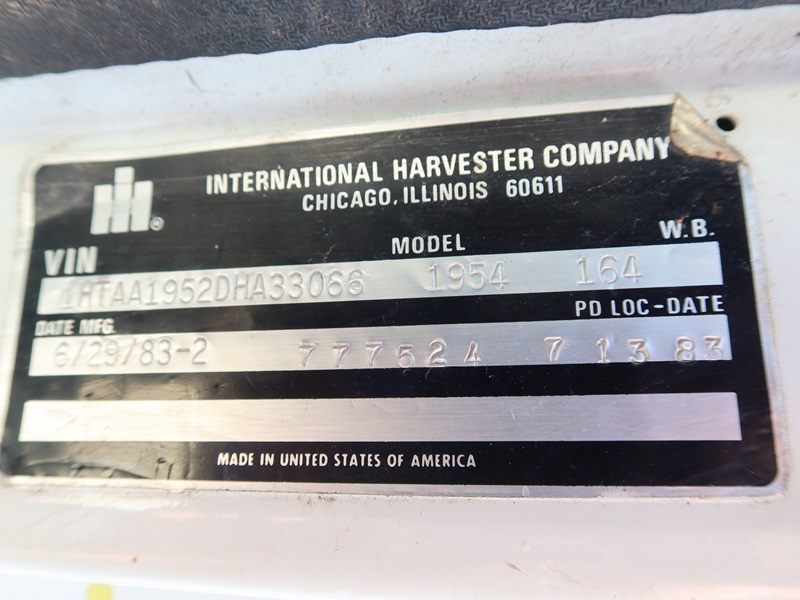 IH®
INTERNATIONAL HARVESTER COMPANY
CHICAGO, ILLINOIS 60611
VIN MODEL W.B.
1HTAA1952DHA33066 1954 164
DATE MFG. PD LOC-DATE
6/29/83-2 777524 7 13 83
MADE IN UNITED STATES OF AMERICA